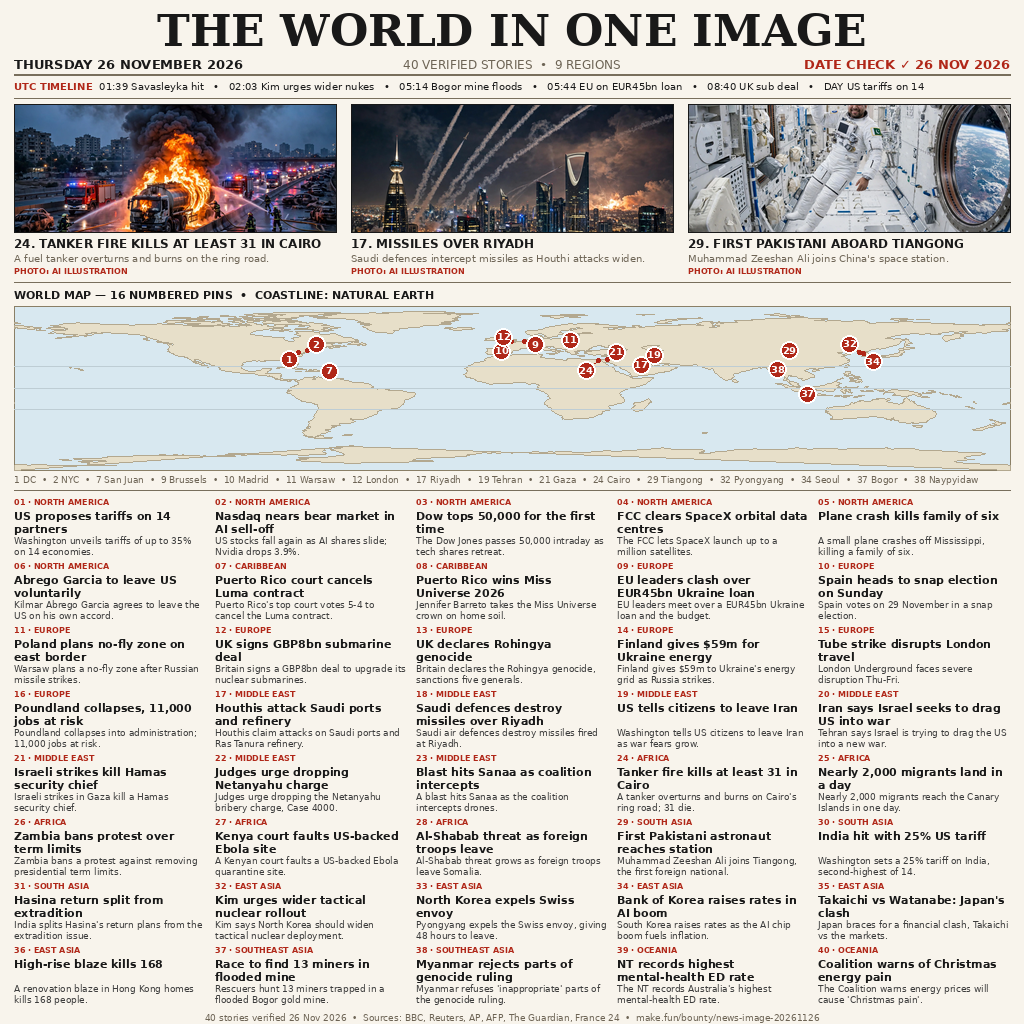 THE WORLD IN ONE IMAGE
THURSDAY 26 NOVEMBER 2026
40 VERIFIED STORIES • 9 REGIONS
DATE CHECK ✓ 26 NOV 2026
UTC TIMELINE 01:39 Savasleyka hit • 02:03 Kim urges wider nukes • 05:14 Bogor mine floods • 05:44 EU on EUR45bn loan • 08:40 UK sub deal • DAY US tariffs on 14
24. TANKER FIRE KILLS AT LEAST 31 IN CAIRO
A fuel tanker overturns and burns on the ring road.
PHOTO: AI ILLUSTRATION
17. MISSILES OVER RIYADH
Saudi defences intercept missiles as Houthi attacks widen.
PHOTO: AI ILLUSTRATION
29. FIRST PAKISTANI ABOARD TIANGONG
Muhammad Zeeshan Ali joins China's space station.
PHOTO: AI ILLUSTRATION
WORLD MAP — 16 NUMBERED PINS • COASTLINE: NATURAL EARTH
1
2
7
12
10
9
11
24
21
17
19
29
38
37
32
34
1 DC • 2 NYC • 7 San Juan • 9 Brussels • 10 Madrid • 11 Warsaw • 12 London • 17 Riyadh • 19 Tehran • 21 Gaza • 24 Cairo • 29 Tiangong • 32 Pyongyang • 34 Seoul • 37 Bogor • 38 Naypyidaw
01 · NORTH AMERICA
US proposes tariffs on 14
partners
Washington unveils tariffs of up to 35%
on 14 economies.
02 · NORTH AMERICA
Nasdaq nears bear market in
AI sell-off
US stocks fall again as AI shares slide;
Nvidia drops 3.9%.
03 · NORTH AMERICA
Dow tops 50,000 for the first
time
The Dow Jones passes 50,000 intraday as
tech shares retreat.
04 · NORTH AMERICA
FCC clears SpaceX orbital data
centres
The FCC lets SpaceX launch up to a
million satellites.
05 · NORTH AMERICA
Plane crash kills family of six
A small plane crashes off Mississippi,
killing a family of six.
06 · NORTH AMERICA
Abrego Garcia to leave US
voluntarily
Kilmar Abrego Garcia agrees to leave the
US on his own accord.
07 · CARIBBEAN
Puerto Rico court cancels
Luma contract
Puerto Rico's top court votes 5-4 to
cancel the Luma contract.
08 · CARIBBEAN
Puerto Rico wins Miss
Universe 2026
Jennifer Barreto takes the Miss Universe
crown on home soil.
09 · EUROPE
EU leaders clash over
EUR45bn Ukraine loan
EU leaders meet over a EUR45bn Ukraine
loan and the budget.
10 · EUROPE
Spain heads to snap election
on Sunday
Spain votes on 29 November in a snap
election.
11 · EUROPE
Poland plans no-fly zone on
east border
Warsaw plans a no-fly zone after Russian
missile strikes.
12 · EUROPE
UK signs GBP8bn submarine
deal
Britain signs a GBP8bn deal to upgrade its
nuclear submarines.
13 · EUROPE
UK declares Rohingya
genocide
Britain declares the Rohingya genocide,
sanctions five generals.
14 · EUROPE
Finland gives $59m for
Ukraine energy
Finland gives $59m to Ukraine's energy
grid as Russia strikes.
15 · EUROPE
Tube strike disrupts London
travel
London Underground faces severe
disruption Thu-Fri.
16 · EUROPE
Poundland collapses, 11,000
jobs at risk
Poundland collapses into administration;
11,000 jobs at risk.
17 · MIDDLE EAST
Houthis attack Saudi ports
and refinery
Houthis claim attacks on Saudi ports and
Ras Tanura refinery.
18 · MIDDLE EAST
Saudi defences destroy
missiles over Riyadh
Saudi air defences destroy missiles fired
at Riyadh.
19 · MIDDLE EAST
US tells citizens to leave Iran
Washington tells US citizens to leave Iran
as war fears grow.
20 · MIDDLE EAST
Iran says Israel seeks to drag
US into war
Tehran says Israel is trying to drag the US
into a new war.
21 · MIDDLE EAST
Israeli strikes kill Hamas
security chief
Israeli strikes in Gaza kill a Hamas
security chief.
22 · MIDDLE EAST
Judges urge dropping
Netanyahu charge
Judges urge dropping the Netanyahu
bribery charge, Case 4000.
23 · MIDDLE EAST
Blast hits Sanaa as coalition
intercepts
A blast hits Sanaa as the coalition
intercepts drones.
24 · AFRICA
Tanker fire kills at least 31 in
Cairo
A tanker overturns and burns on Cairo's
ring road; 31 die.
25 · AFRICA
Nearly 2,000 migrants land in
a day
Nearly 2,000 migrants reach the Canary
Islands in one day.
26 · AFRICA
Zambia bans protest over
term limits
Zambia bans a protest against removing
presidential term limits.
27 · AFRICA
Kenya court faults US-backed
Ebola site
A Kenyan court faults a US-backed Ebola
quarantine site.
28 · AFRICA
Al-Shabab threat as foreign
troops leave
Al-Shabab threat grows as foreign troops
leave Somalia.
29 · SOUTH ASIA
First Pakistani astronaut
reaches station
Muhammad Zeeshan Ali joins Tiangong,
the first foreign national.
30 · SOUTH ASIA
India hit with 25% US tariff
Washington sets a 25% tariff on India,
second-highest of 14.
31 · SOUTH ASIA
Hasina return split from
extradition
India splits Hasina's return plans from the
extradition issue.
32 · EAST ASIA
Kim urges wider tactical
nuclear rollout
Kim says North Korea should widen
tactical nuclear deployment.
33 · EAST ASIA
North Korea expels Swiss
envoy
Pyongyang expels the Swiss envoy, giving
48 hours to leave.
34 · EAST ASIA
Bank of Korea raises rates in
AI boom
South Korea raises rates as the AI chip
boom fuels inflation.
35 · EAST ASIA
Takaichi vs Watanabe: Japan's
clash
Japan braces for a financial clash, Takaichi
vs the markets.
36 · EAST ASIA
High-rise blaze kills 168
A renovation blaze in Hong Kong homes
kills 168 people.
37 · SOUTHEAST ASIA
Race to find 13 miners in
flooded mine
Rescuers hunt 13 miners trapped in a
flooded Bogor gold mine.
38 · SOUTHEAST ASIA
Myanmar rejects parts of
genocide ruling
Myanmar refuses 'inappropriate' parts of
the genocide ruling.
39 · OCEANIA
NT records highest
mental-health ED rate
The NT records Australia's highest
mental-health ED rate.
40 · OCEANIA
Coalition warns of Christmas
energy pain
The Coalition warns energy prices will
cause 'Christmas pain'.
40 stories verified 26 Nov 2026 • Sources: BBC, Reuters, AP, AFP, The Guardian, France 24 • make.fun/bounty/news-image-20261126